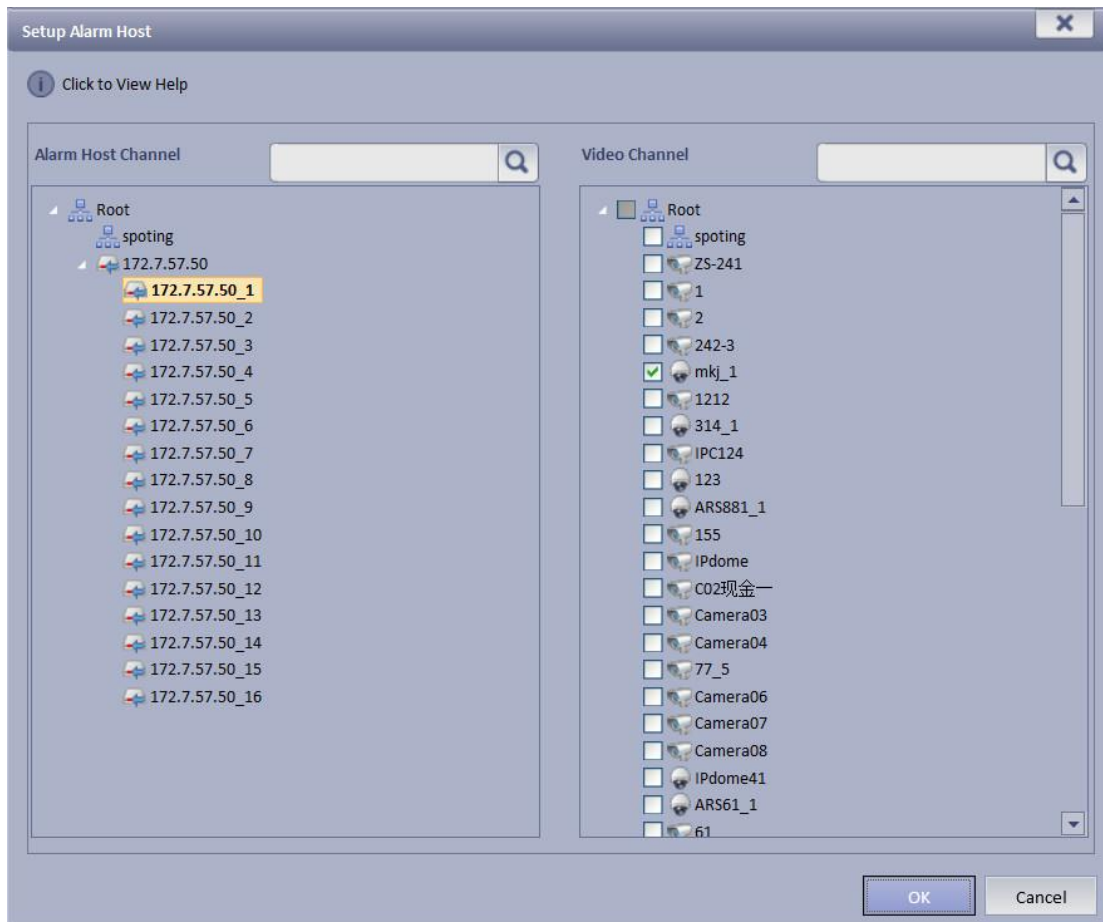 Setup Alarm Host
Click to View Help
Alarm Host Channel
Root
spoting
172.7.57.50
172.7.57.50_1
172.7.57.50_2
172.7.57.50_3
172.7.57.50_4
172.7.57.50_5
172.7.57.50_6
172.7.57.50_7
172.7.57.50_8
172.7.57.50_9
172.7.57.50_10
172.7.57.50_11
172.7.57.50_12
172.7.57.50_13
172.7.57.50_14
172.7.57.50_15
172.7.57.50_16
Video Channel
Root
spoting
ZS-241
1
2
242-3
mkj_1
1212
314_1
IPC124
123
ARS881_1
155
IPdome
C02现金一
Camera03
Camera04
77_5
Camera06
Camera07
Camera08
IPdome41
ARS61_1
61
OK
Cancel